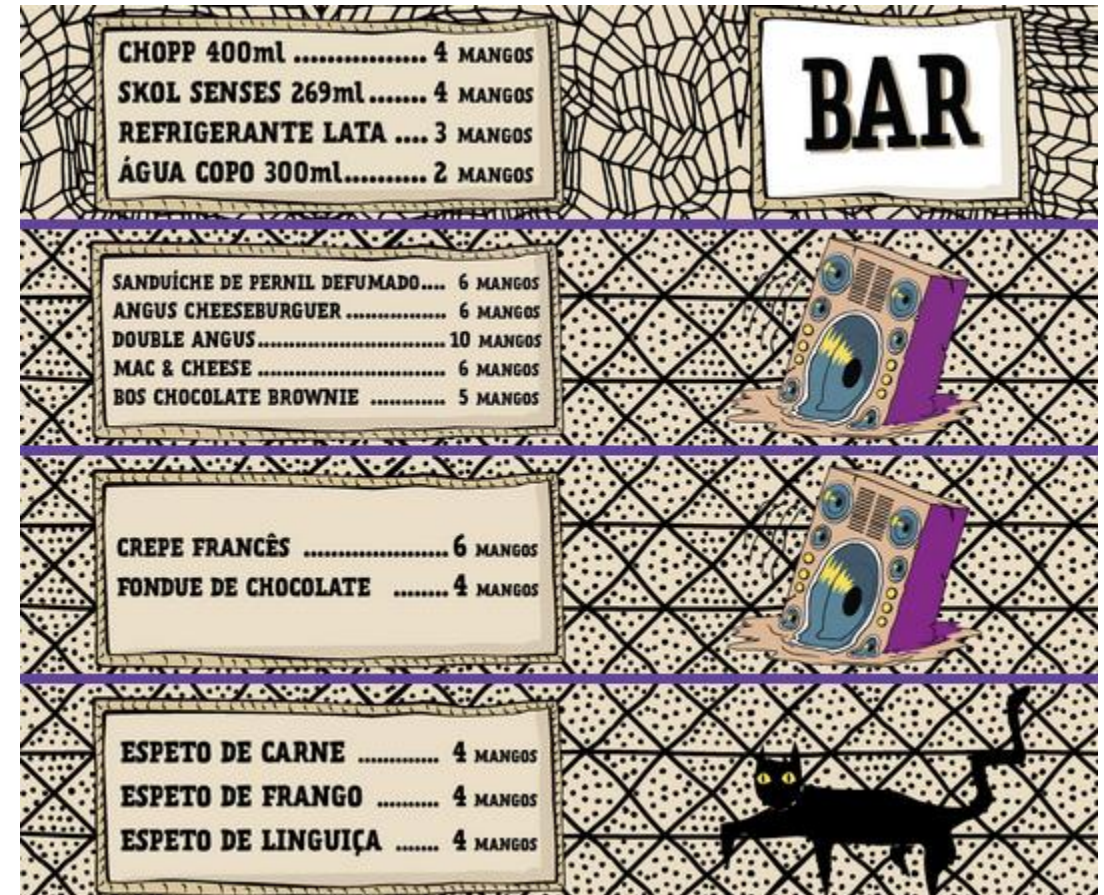 CHOPP 400ml ................ 4 MANGOS
SKOL SENSES 269ml....... 4 MANGOS
REFRIGERANTE LATA .... 3 MANGOS
ÁGUA COPO 300ml.......... 2 MANGOS
BAR
SANDUÍCHE DE PERNIL DEFUMADO.... 6 MANGOS
ANGUS CHEESEBURGUER ................. 6 MANGOS
DOUBLE ANGUS................................ 10 MANGOS
MAC & CHEESE ................................ 6 MANGOS
BOS CHOCOLATE BROWNIE ............. 5 MANGOS
CREPE FRANCÊS ..................... 6 MANGOS
FONDUE DE CHOCOLATE ........ 4 MANGOS
ESPETO DE CARNE ............ 4 MANGOS
ESPETO DE FRANGO .......... 4 MANGOS
ESPETO DE LINGUIÇA ....... 4 MANGOS